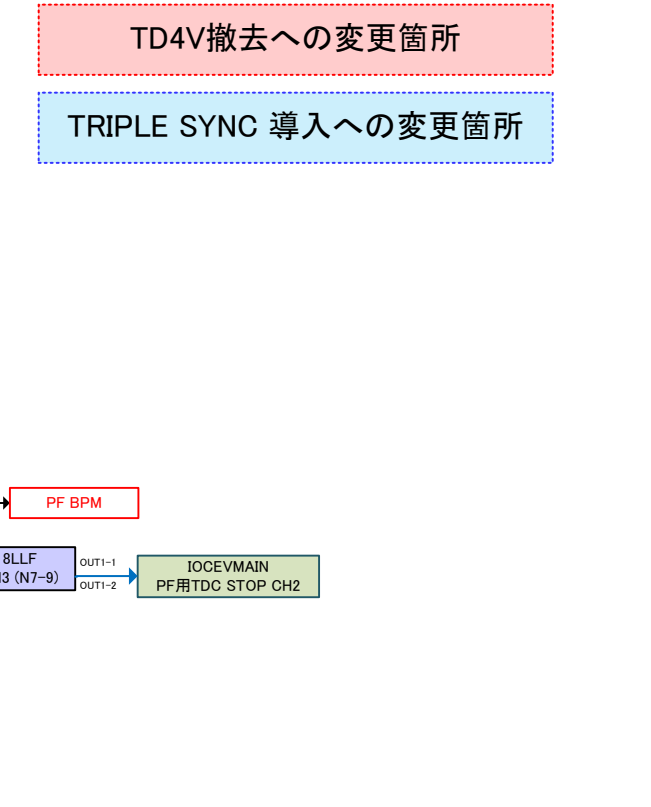 TD4V撤去への変更箇所
TRIPLE SYNC 導入への変更箇所
PF BPM
8LLF
(N7-9)
OUT1-1
OUT1-2
IOCEVMAIN
PF用TDC STOP CH2